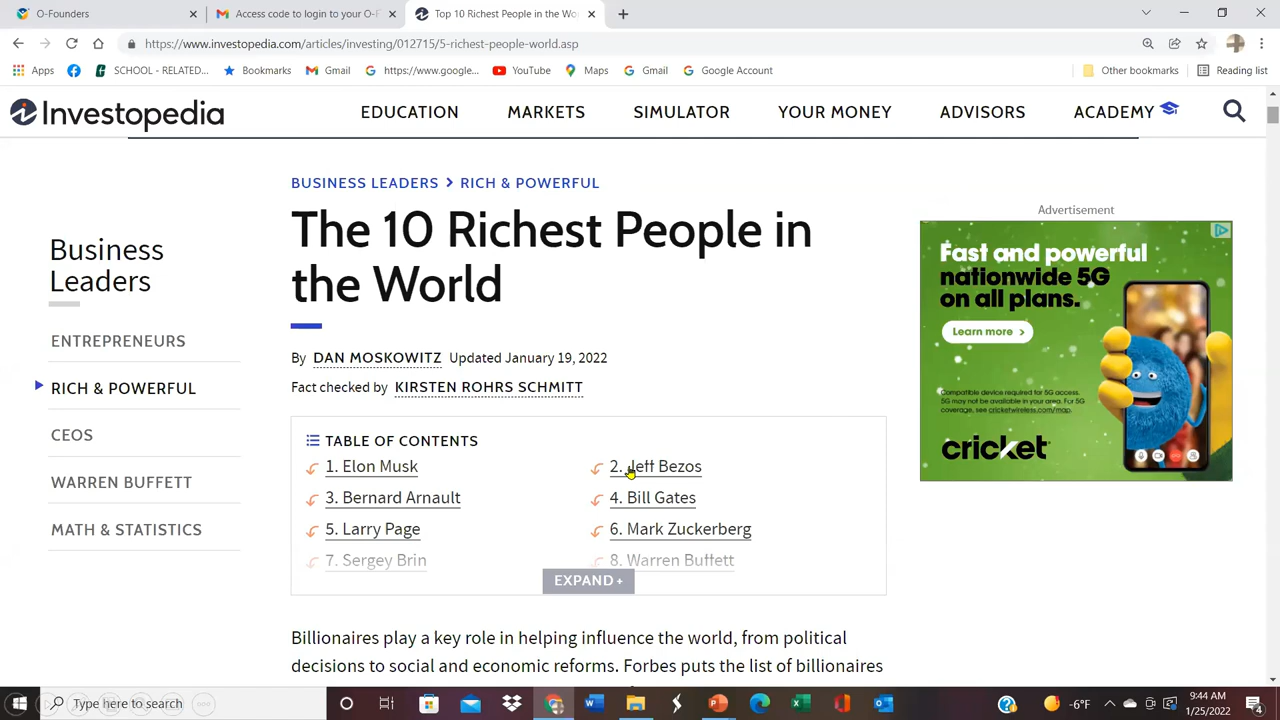 O-Founders
Access code to login to your O-F
Top 10 Richest People in the Wo
https://www.investopedia.com/articles/investing/012715/5-richest-people-world.asp
Apps
SCHOOL - RELATED...
Bookmarks
Gmail
https://www.google...
YouTube
Maps
Gmail
Google Account
Other bookmarks
Reading list
Investopedia
EDUCATION
MARKETS
SIMULATOR
YOUR MONEY
ADVISORS
ACADEMY
BUSINESS LEADERS > RICH & POWERFUL
The 10 Richest People in
the World
By DAN MOSKOWITZ Updated January 19, 2022
Fact checked by KIRSTEN ROHRS SCHMITT
Business
Leaders
ENTREPRENEURS
RICH & POWERFUL
CEOS
WARREN BUFFETT
MATH & STATISTICS
TABLE OF CONTENTS
1. Elon Musk
2. Jeff Bezos
3. Bernard Arnault
4. Bill Gates
5. Larry Page
6. Mark Zuckerberg
7. Sergey Brin
8. Warren Buffett
EXPAND +
Billionaires play a key role in helping influence the world, from political
decisions to social and economic reforms. Forbes puts the list of billionaires
Advertisement
Fast and powerful
nationwide 5G
on all plans.
Learn more >
Compatible device required for 5G access.
5G may not be available in your area. For 5G
coverage, see cricketwireless.com/map.
cricket
Type here to search
-6°F
9:44 AM
1/25/2022